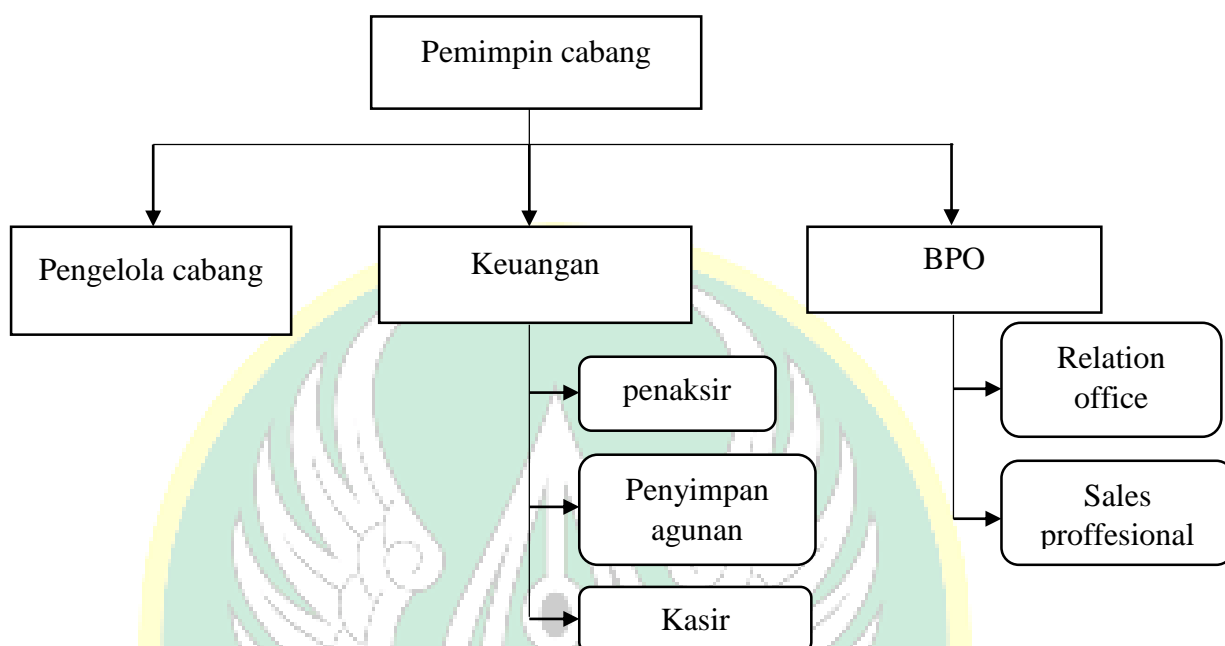 Pemimpin cabang
Pengelola cabang
Keuangan
BPO
penaksir
Penyimpan
agunan
Kasir
Relation
office
Sales
proffesional